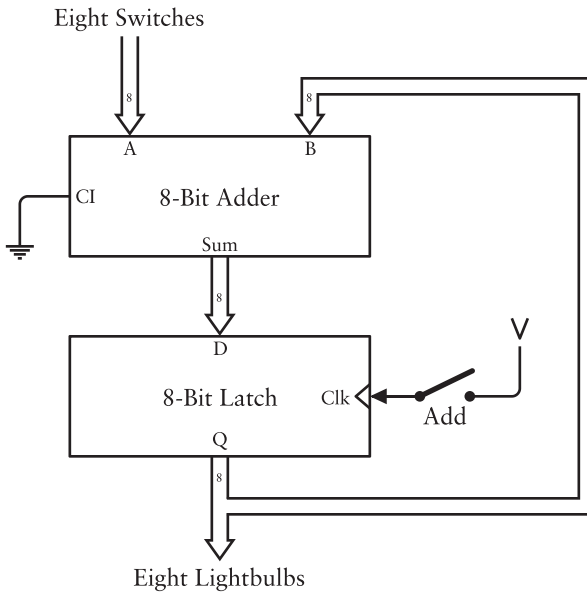 Eight Switches
8
8
A
B
CI
8-Bit Adder
Sum
8
D
V
8-Bit Latch
Clk
Add
Q
8
Eight Lightbulbs